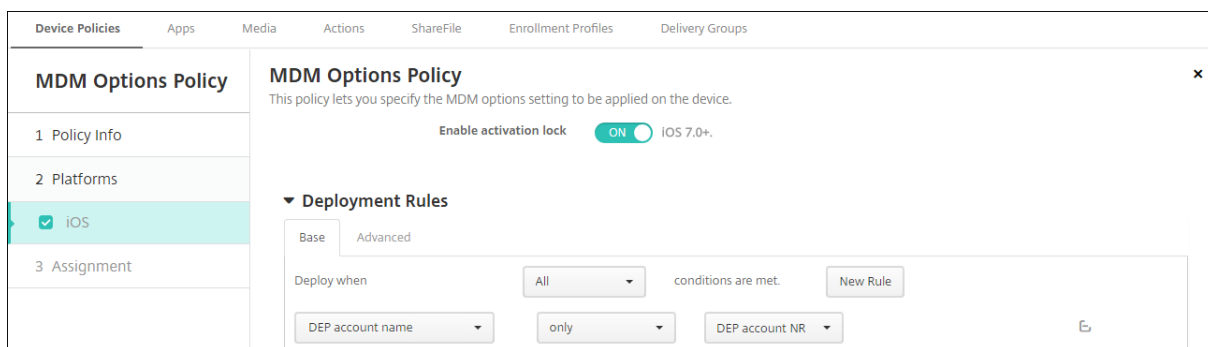 Device Policies Apps Media Actions ShareFile Enrollment Profiles Delivery Groups
MDM Options Policy
1 Policy Info
2 Platforms
iOS
3 Assignment
MDM Options Policy
This policy lets you specify the MDM options setting to be applied on the device.
Enable activation lock ON iOS 7.0+.
Deployment Rules
Base Advanced
Deploy when All conditions are met. New Rule
DEP account name only DEP account NR